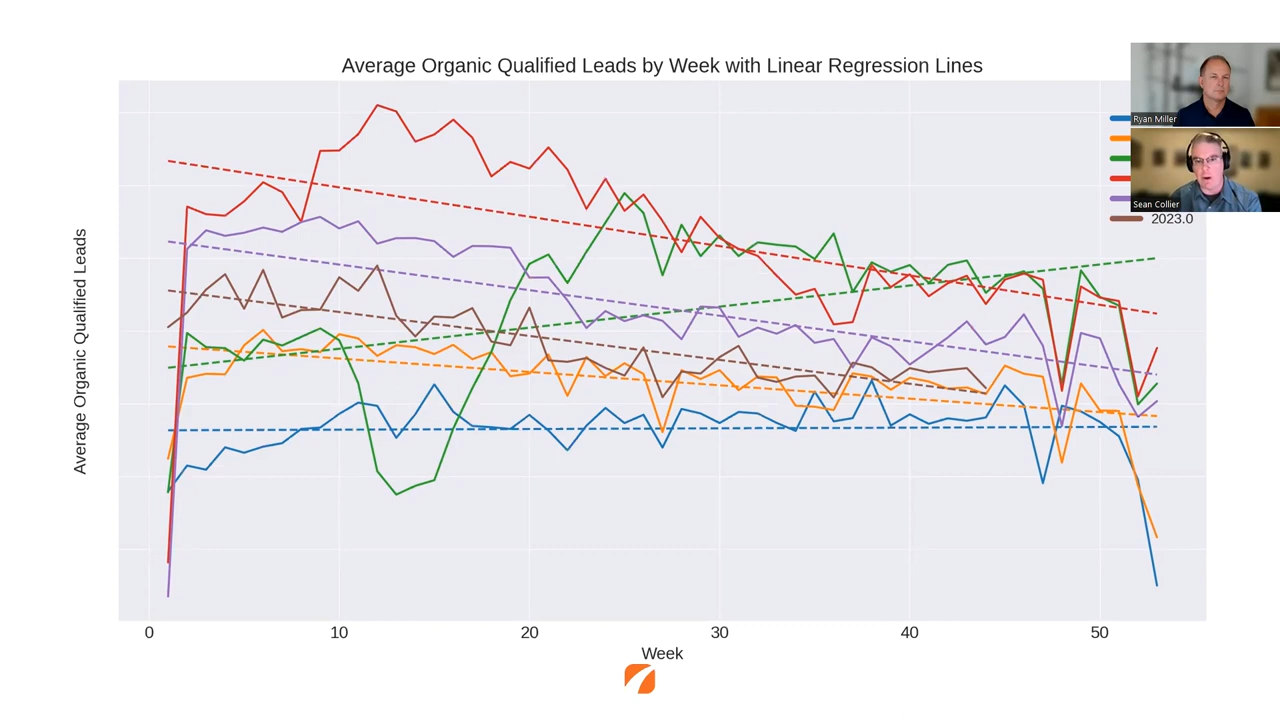 Average Organic Qualified Leads by Week with Linear Regression Lines
Ryan Miller
Sean Collier
2023.0
Average Organic Qualified Leads
0 10 20 30 40 50
Week